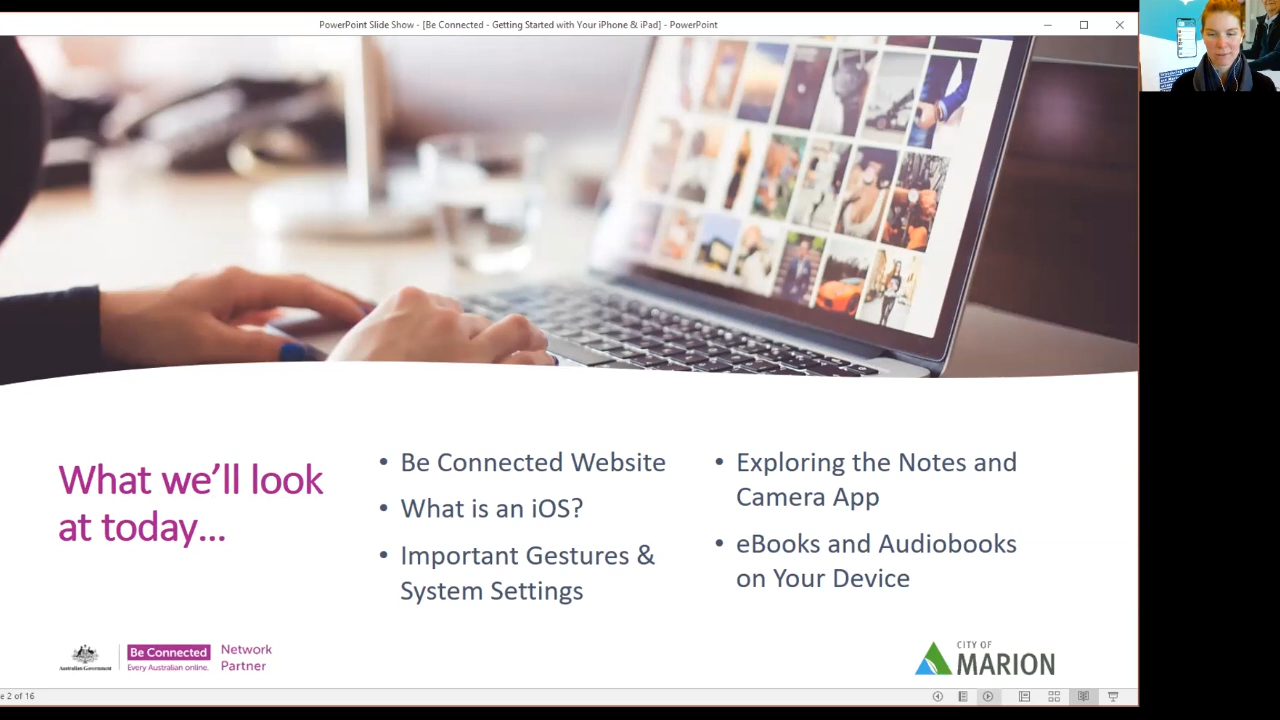 PowerPoint Slide Show - [Be Connected - Getting Started with Your iPhone & iPad] - PowerPoint
What we'll look
at today...
• Be Connected Website
• What is an iOS?
• Important Gestures &
System Settings
• Exploring the Notes and
Camera App
• eBooks and Audiobooks
on Your Device
Australian Government
Be Connected
Every Australian online.
Network
Partner
CITY OF
MARION
e 2 of 16